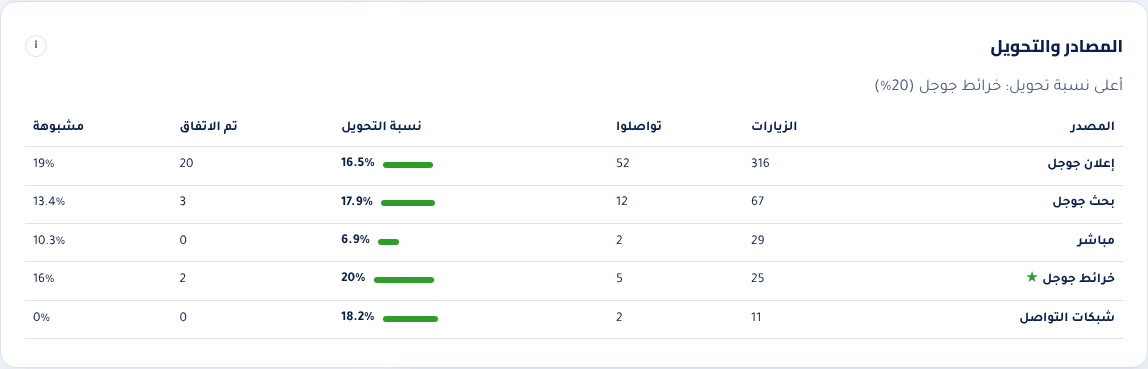 المصادر والتحويل
i
أعلى نسبة تحويل: خرائط جوجل (20%)
المصدر الزيارات تواصلوا نسبة التحويل تم الاتفاق مشبوهة
إعلان جوجل 316 52 16.5% 20 19%
بحث جوجل 67 12 17.9% 3 13.4%
مباشر 29 2 6.9% 0 10.3%
خرائط جوجل ★ 25 5 20% 2 16%
شبكات التواصل 11 2 18.2% 0 0%